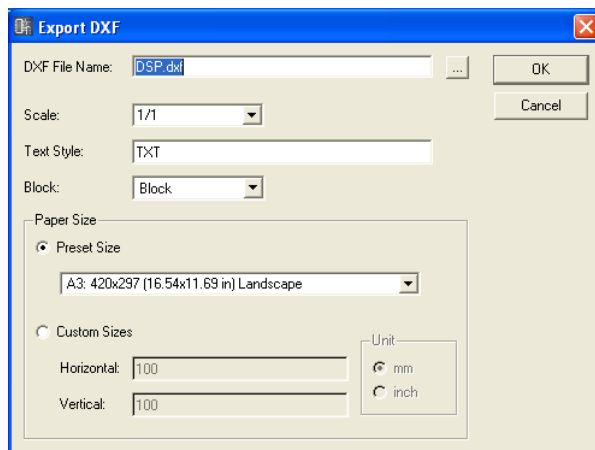 Export DXF
DXF File Name: DSP.dxf ... OK
Cancel
Scale: 1/1
Text Style: TXT
Block: Block
Paper Size
Preset Size
A3: 420x297 (16.54x11.69 in) Landscape
Custom Sizes
Unit
Horizontal: 100 mm
inch
Vertical: 100